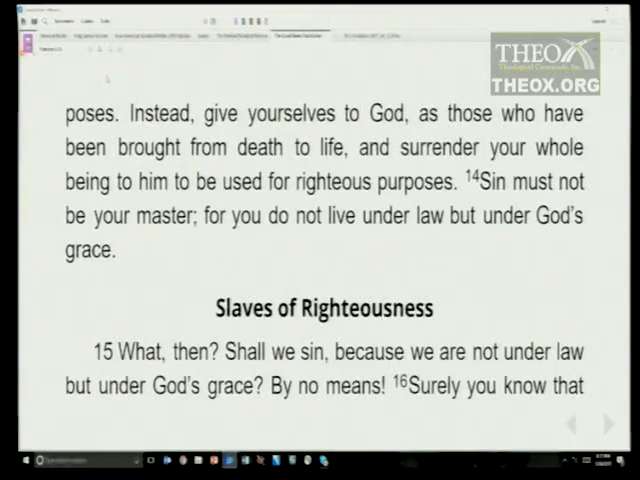 THEOX
THEOX.ORG
poses. Instead, give yourselves to God, as those who have
been brought from death to life, and surrender your whole
being to him to be used for righteous purposes. 14Sin must not
be your master; for you do not live under law but under God's
grace.
Slaves of Righteousness
15 What, then? Shall we sin, because we are not under law
but under God's grace? By no means! 16Surely you know that